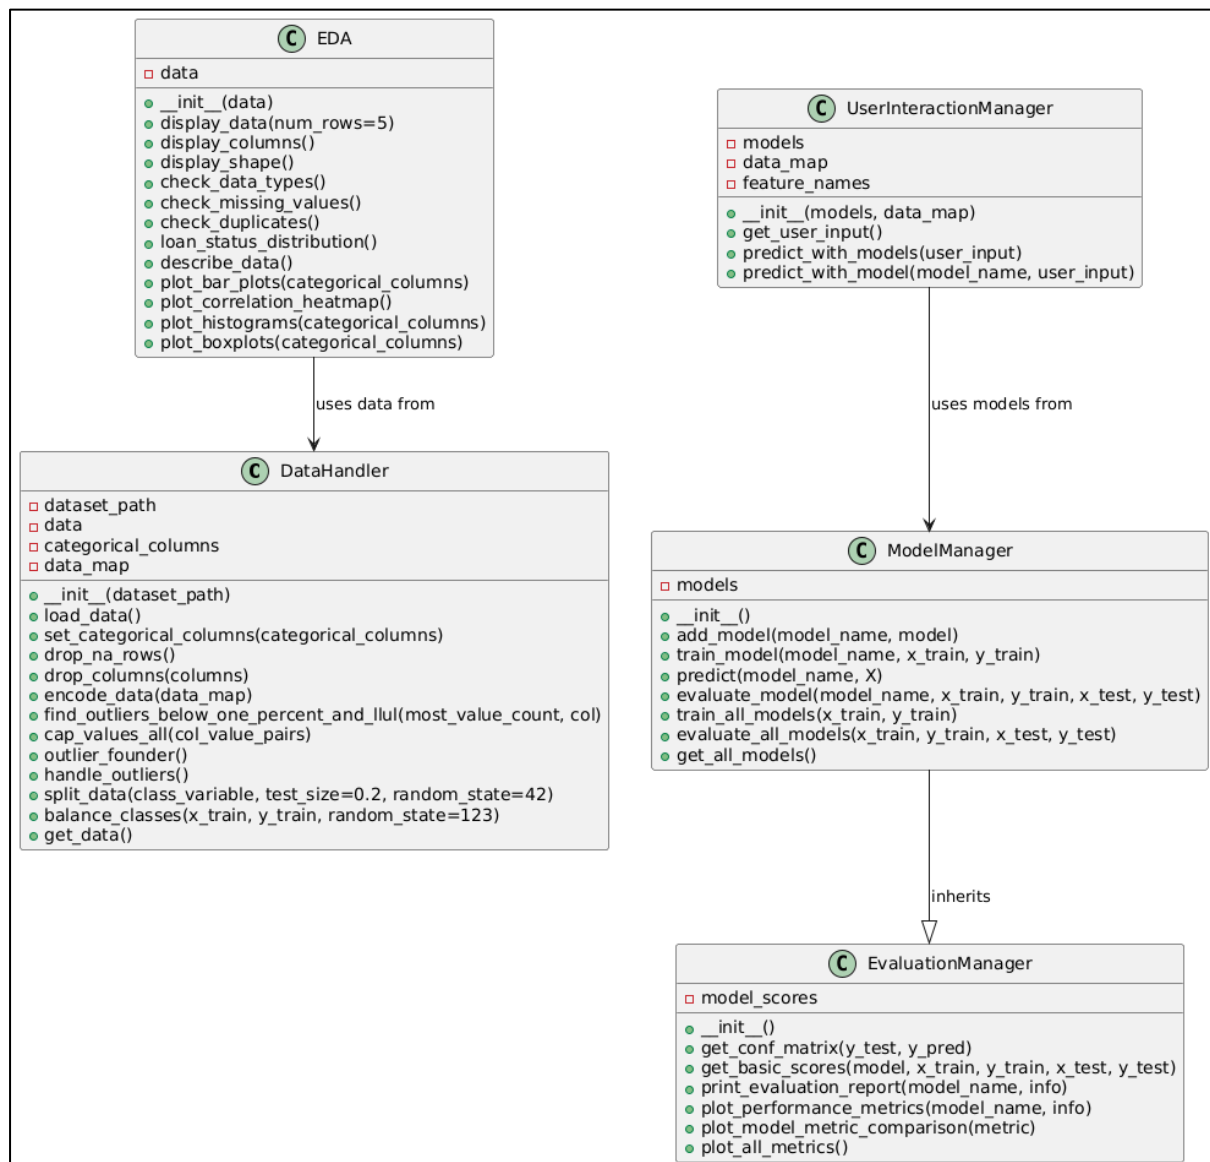 C EDA
data
__init__(data)
display_data(num_rows=5)
display_columns()
display_shape()
check_data_types()
check_missing_values()
check_duplicates()
loan_status_distribution()
describe_data()
plot_bar_plots(categorical_columns)
plot_correlation_heatmap()
plot_histograms(categorical_columns)
plot_boxplots(categorical_columns)
C UserInteractionManager
models
data_map
feature_names
__init__(models, data_map)
get_user_input()
predict_with_models(user_input)
predict_with_model(model_name, user_input)
uses data from
uses models from
C DataHandler
dataset_path
data
categorical_columns
data_map
__init__(dataset_path)
load_data()
set_categorical_columns(categorical_columns)
drop_na_rows()
drop_columns(columns)
encode_data(data_map)
find_outliers_below_one_percent_and_llul(most_value_count, col)
cap_values_all(col_value_pairs)
outlier_founder()
handle_outliers()
split_data(class_variable, test_size=0.2, random_state=42)
balance_classes(x_train, y_train, random_state=123)
get_data()
C ModelManager
models
__init__()
add_model(model_name, model)
train_model(model_name, x_train, y_train)
predict(model_name, X)
evaluate_model(model_name, x_train, y_train, x_test, y_test)
train_all_models(x_train, y_train)
evaluate_all_models(x_train, y_train, x_test, y_test)
get_all_models()
inherits
C EvaluationManager
model_scores
__init__()
get_conf_matrix(y_test, y_pred)
get_basic_scores(model, x_train, y_train, x_test, y_test)
print_evaluation_report(model_name, info)
plot_performance_metrics(model_name, info)
plot_model_metric_comparison(metric)
plot_all_metrics()